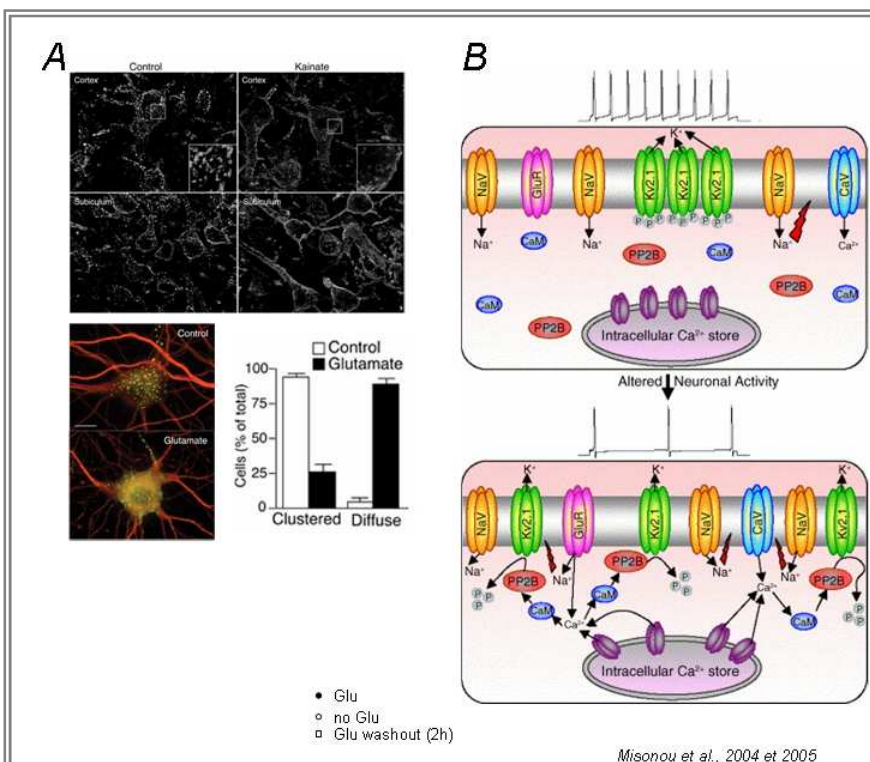 A
Control Kainate
Cortex Cortex
Subiculum Subiculum
Control
Glutamate
Control
Glutamate
100
75
50
25
0
Cells (% of total)
Clustered Diffuse
B
K⁺
NaV GluR NaV Kv2.1 Kv2.1 Kv2.1 NaV CaV
P P P P P P
Na⁺ CaM Na⁺ PP2B CaM Na⁺ Ca²⁺
PP2B
CaM CaM
PP2B
Intracellular Ca²⁺ store
Altered Neuronal Activity
K⁺ K⁺ K⁺
NaV Kv2.1 GluR Kv2.1 NaV CaV NaV Kv2.1
Na⁺ PP2B Na⁺ PP2B Na⁺ Na⁺ PP2B
P P P CaM Ca²⁺ CaM P P P Ca²⁺ CaM P P P
Intracellular Ca²⁺ store
Glu
no Glu
Glu washout (2h)
Misonou et al., 2004 et 2005